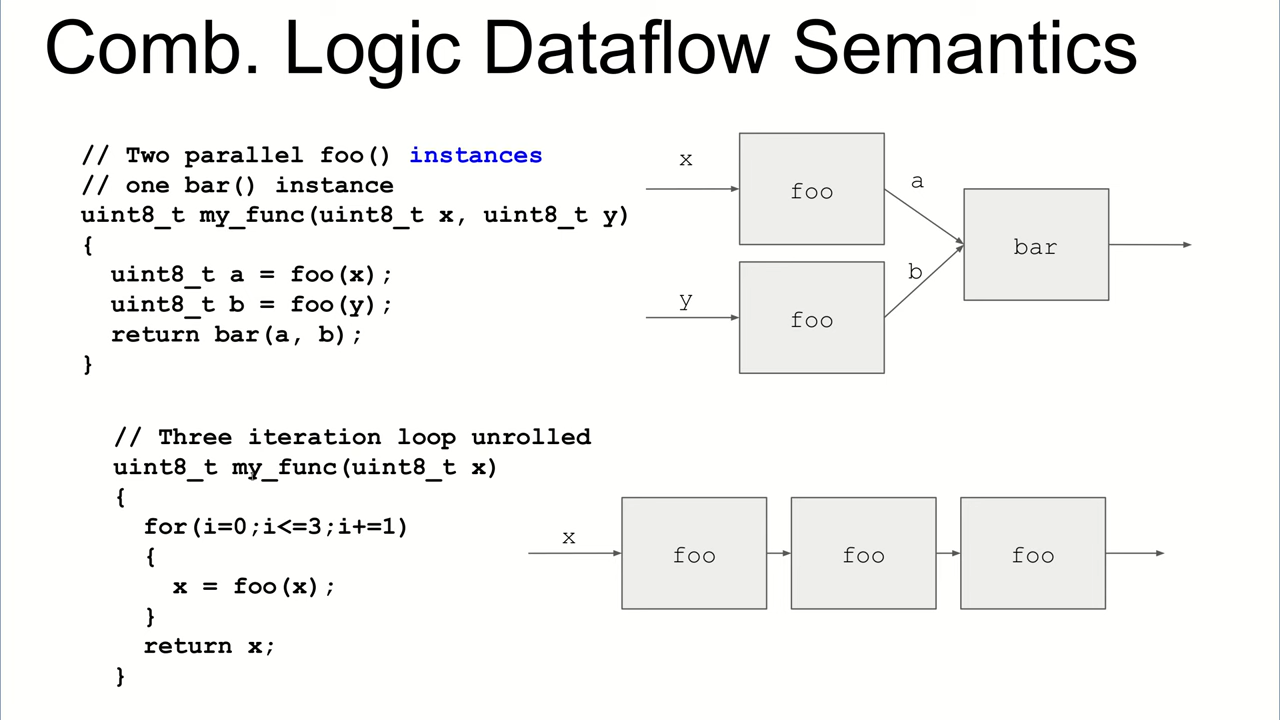 Comb. Logic Dataflow Semantics
// Two parallel foo() instances
// one bar() instance
uint8_t my_func(uint8_t x, uint8_t y)
{
uint8_t a = foo(x);
uint8_t b = foo(y);
return bar(a, b);
}
x
foo
a
y
foo
b
bar
// Three iteration loop unrolled
uint8_t my_func(uint8_t x)
{
for(i=0;i<=3;i+=1)
{
x = foo(x);
}
return x;
}
x
foo
foo
foo